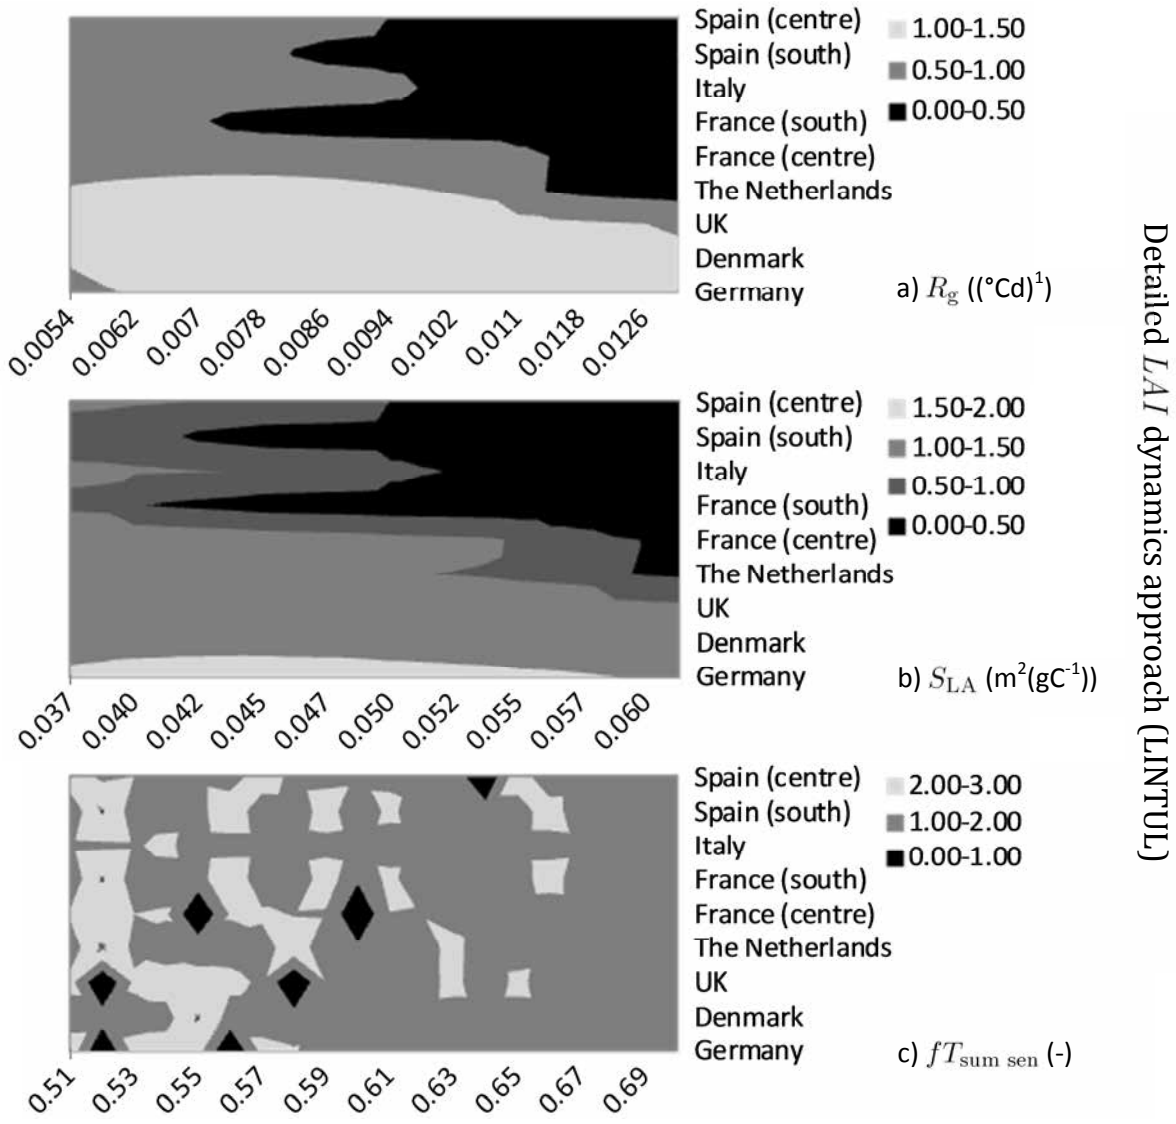 Spain (centre)
Spain (south)
Italy
France (south)
France (centre)
The Netherlands
UK
Denmark
Germany
1.00-1.50
0.50-1.00
0.00-0.50
a) Rg ((°Cd)¹)
0.0054 0.0062 0.007 0.0078 0.0086 0.0094 0.0102 0.011 0.0118 0.0126
Spain (centre)
Spain (south)
Italy
France (south)
France (centre)
The Netherlands
UK
Denmark
Germany
1.50-2.00
1.00-1.50
0.50-1.00
0.00-0.50
b) SLA (m²(gC⁻¹))
0.037 0.040 0.042 0.045 0.047 0.050 0.052 0.055 0.057 0.060
Spain (centre)
Spain (south)
Italy
France (south)
France (centre)
The Netherlands
UK
Denmark
Germany
2.00-3.00
1.00-2.00
0.00-1.00
c) fTsum sen (-)
0.51 0.53 0.55 0.57 0.59 0.61 0.63 0.65 0.67 0.69
Detailed LAI dynamics approach (LINTUL)